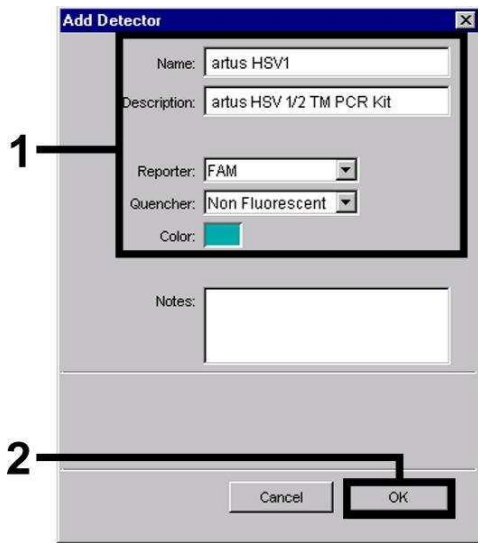 Add Detector
Name: artus HSV1
Description: artus HSV 1/2 TM PCR Kit
1
Reporter: FAM
Quencher: Non Fluorescent
Color:
Notes:
2
Cancel OK